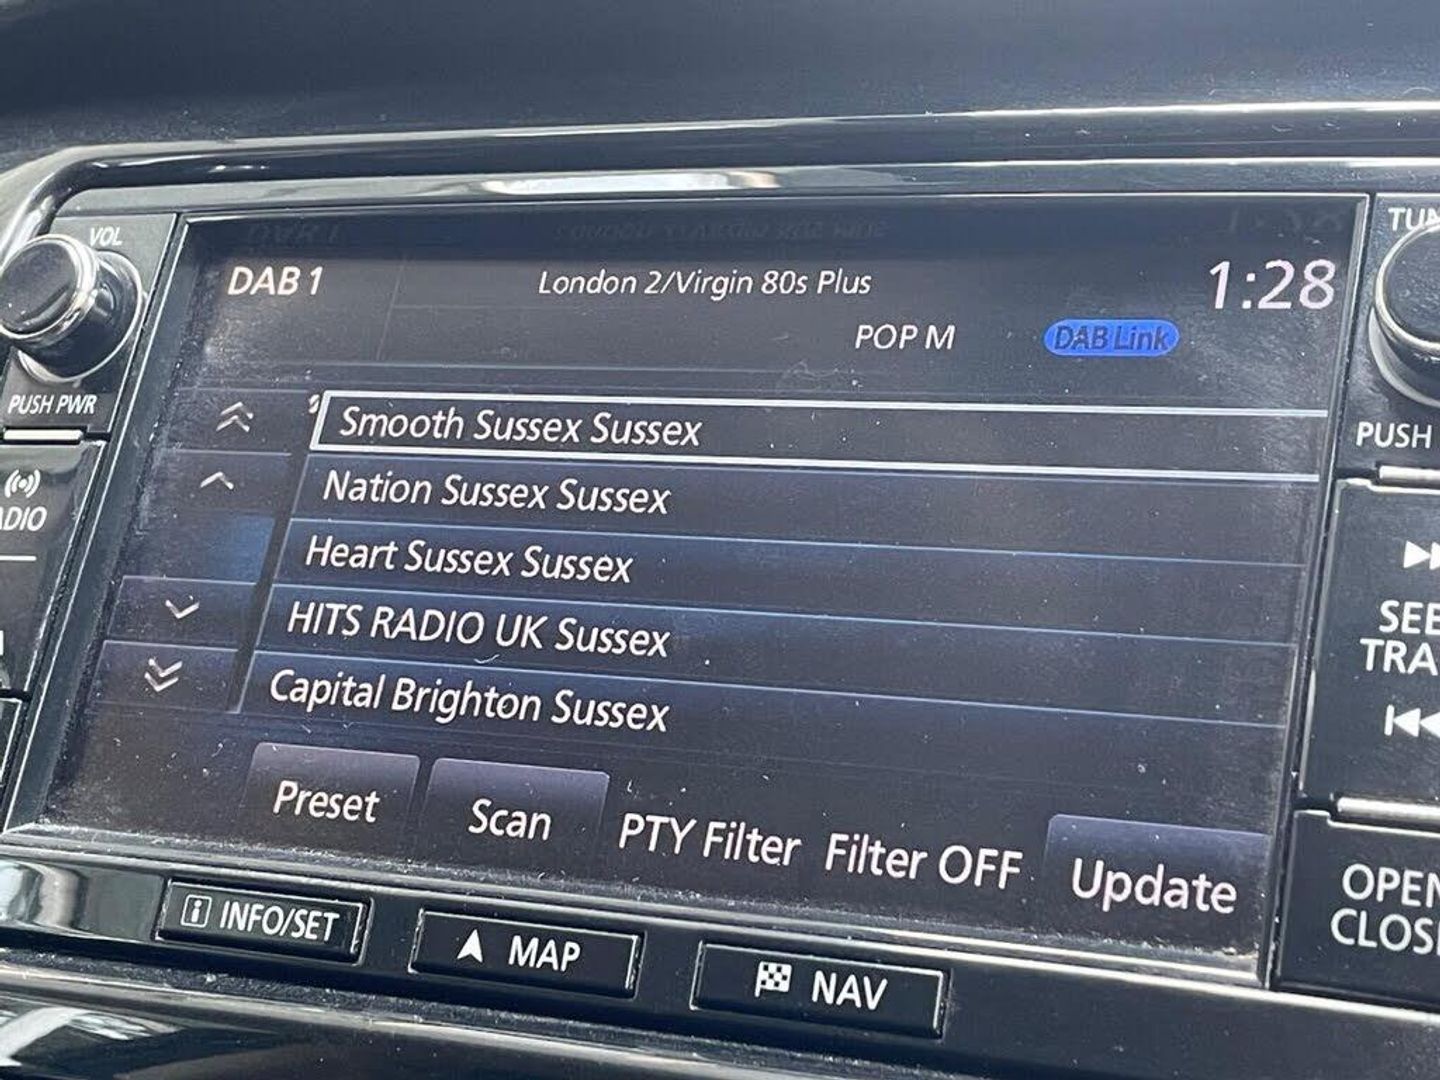 VOL
PUSH PWR
DAB 1
London 2/Virgin 80s Plus
1:28
POP M
DAB Link
Smooth Sussex Sussex
Nation Sussex Sussex
Heart Sussex Sussex
HITS RADIO UK Sussex
Capital Brighton Sussex
Preset
Scan
PTY Filter
Filter OFF
Update
i INFO/SET
MAP
NAV
PUSH
OPEN